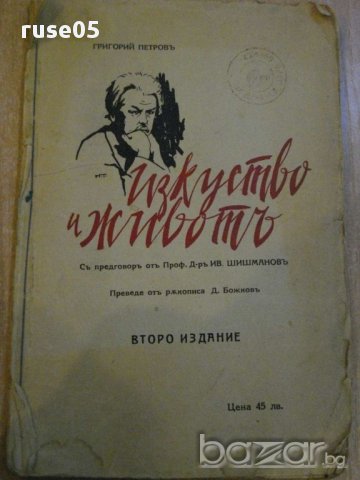 ruse05
ГРИГОРИЙ ПЕТРОВЪ
Изкуство
и животъ
Съ предговоръ отъ Проф. Д-ръ ИВ. ШИШМАНОВЪ
Преведе отъ рѫкописа Д. Божковъ
ВТОРО ИЗДАНИЕ
Цена 45 лв.
bazar.bg